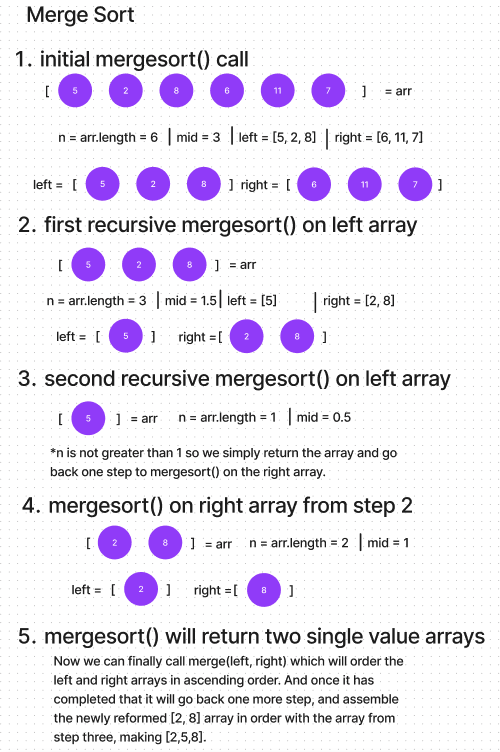 Merge Sort
1. initial mergesort() call
[ 5 2 8 6 11 7 ] = arr
n = arr.length = 6 | mid = 3 | left = [5, 2, 8] | right = [6, 11, 7]
left = [ 5 2 8 ] right = [ 6 11 7 ]
2. first recursive mergesort() on left array
[ 5 2 8 ] = arr
n = arr.length = 3 | mid = 1.5 | left = [5] | right = [2, 8]
left = [ 5 ] right =[ 2 8 ]
3. second recursive mergesort() on left array
[ 5 ] = arr n = arr.length = 1 | mid = 0.5
*n is not greater than 1 so we simply return the array and go
back one step to mergesort() on the right array.
4. mergesort() on right array from step 2
[ 2 8 ] = arr n = arr.length = 2 | mid = 1
left = [ 2 ] right =[ 8 ]
5. mergesort() will return two single value arrays
Now we can finally call merge(left, right) which will order the
left and right arrays in ascending order. And once it has
completed that it will go back one more step, and assemble
the newly reformed [2, 8] array in order with the array from
step three, making [2,5,8].